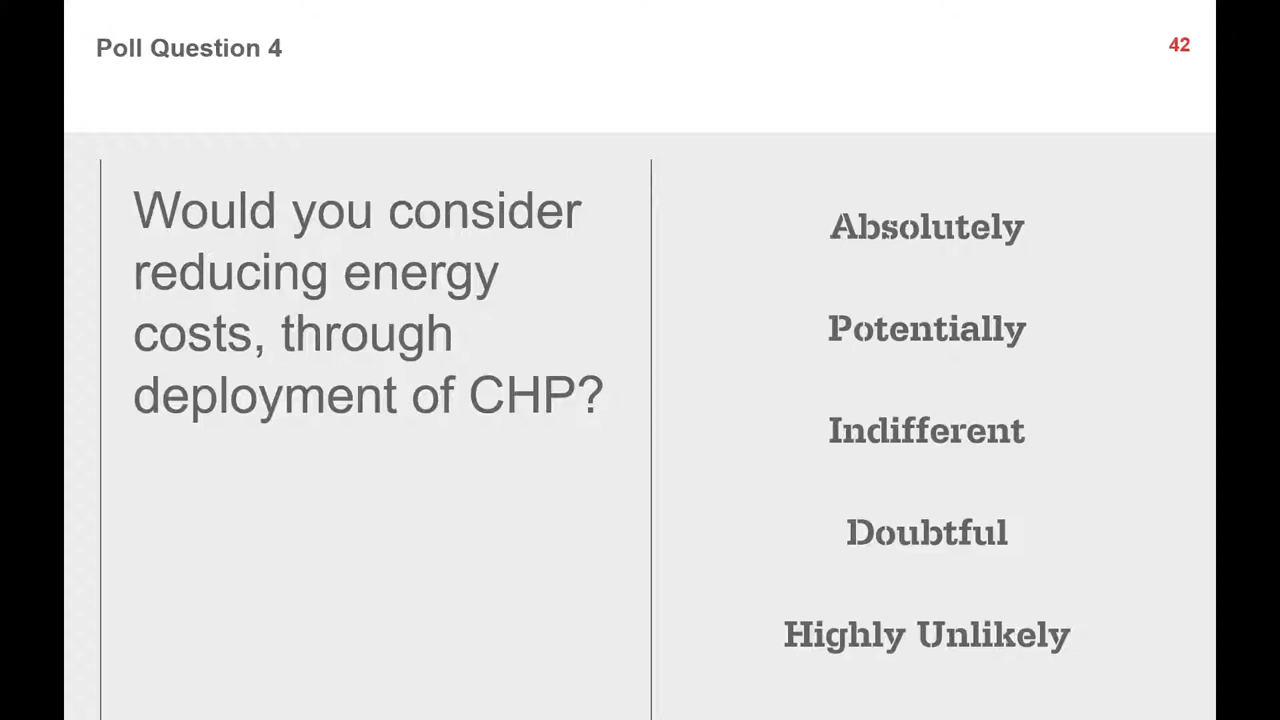 Poll Question 4
42
Would you consider
reducing energy
costs, through
deployment of CHP?
Absolutely
Potentially
Indifferent
Doubtful
Highly Unlikely